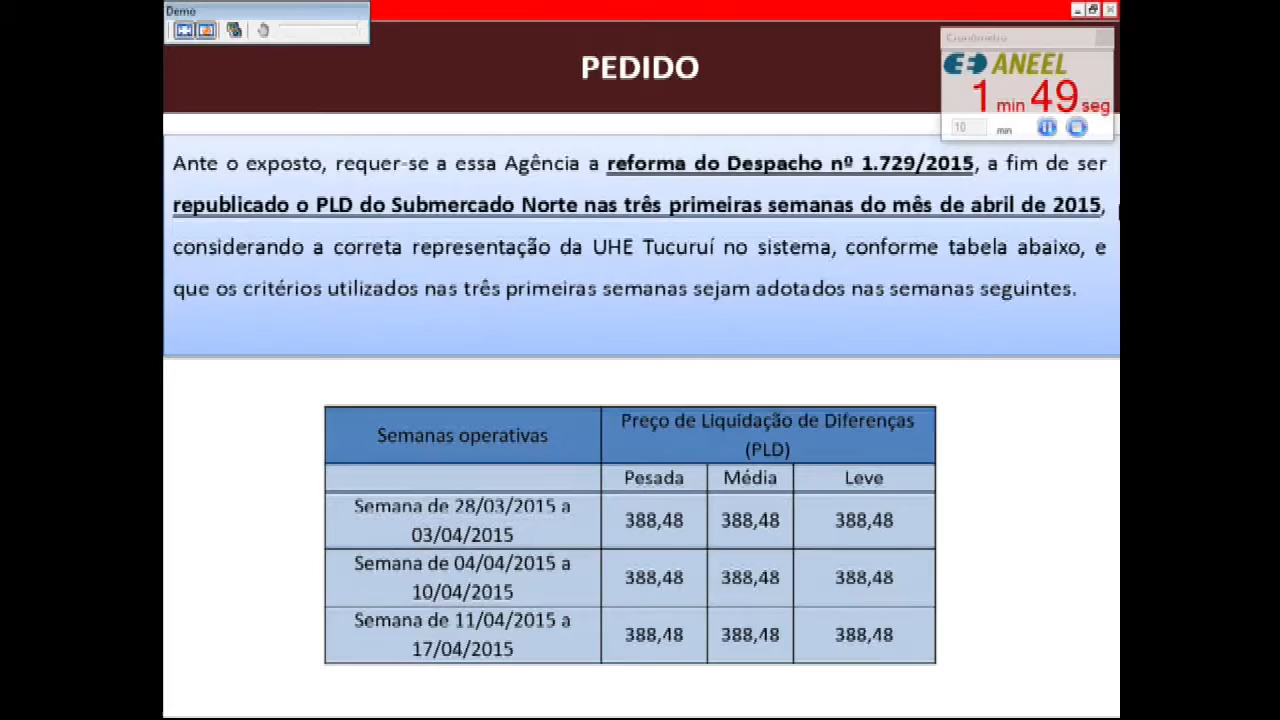 Demo
PEDIDO
Cronômetro
ANEEL
1 min 49 seg
10 min
Ante o exposto, requer-se a essa Agência a reforma do Despacho nº 1.729/2015, a fim de ser
republicado o PLD do Submercado Norte nas três primeiras semanas do mês de abril de 2015,
considerando a correta representação da UHE Tucuruí no sistema, conforme tabela abaixo, e
que os critérios utilizados nas três primeiras semanas sejam adotados nas semanas seguintes.
Semanas operativas
Preço de Liquidação de Diferenças
(PLD)
Pesada Média Leve
Semana de 28/03/2015 a
03/04/2015
388,48 388,48 388,48
Semana de 04/04/2015 a
10/04/2015
388,48 388,48 388,48
Semana de 11/04/2015 a
17/04/2015
388,48 388,48 388,48